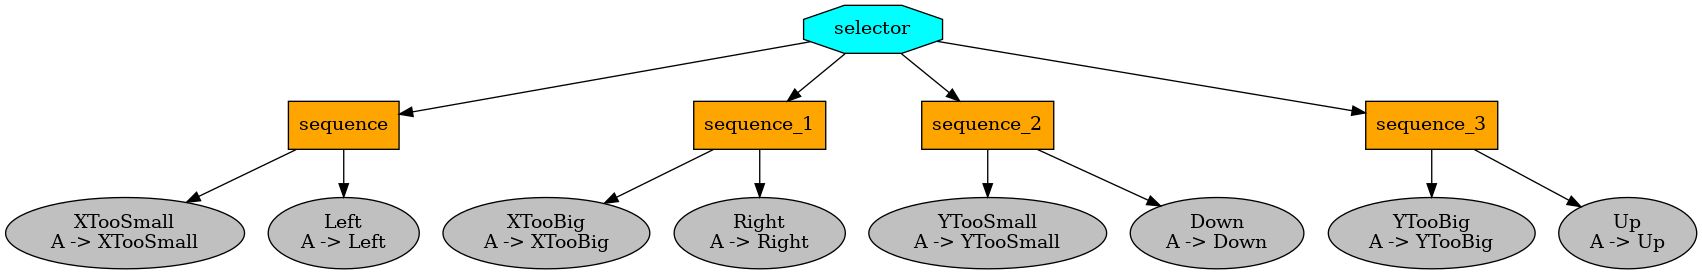 selector
sequence
sequence_1
sequence_2
sequence_3
XTooSmall
A -> XTooSmall
Left
A -> Left
XTooBig
A -> XTooBig
Right
A -> Right
YTooSmall
A -> YTooSmall
Down
A -> Down
YTooBig
A -> YTooBig
Up
A -> Up